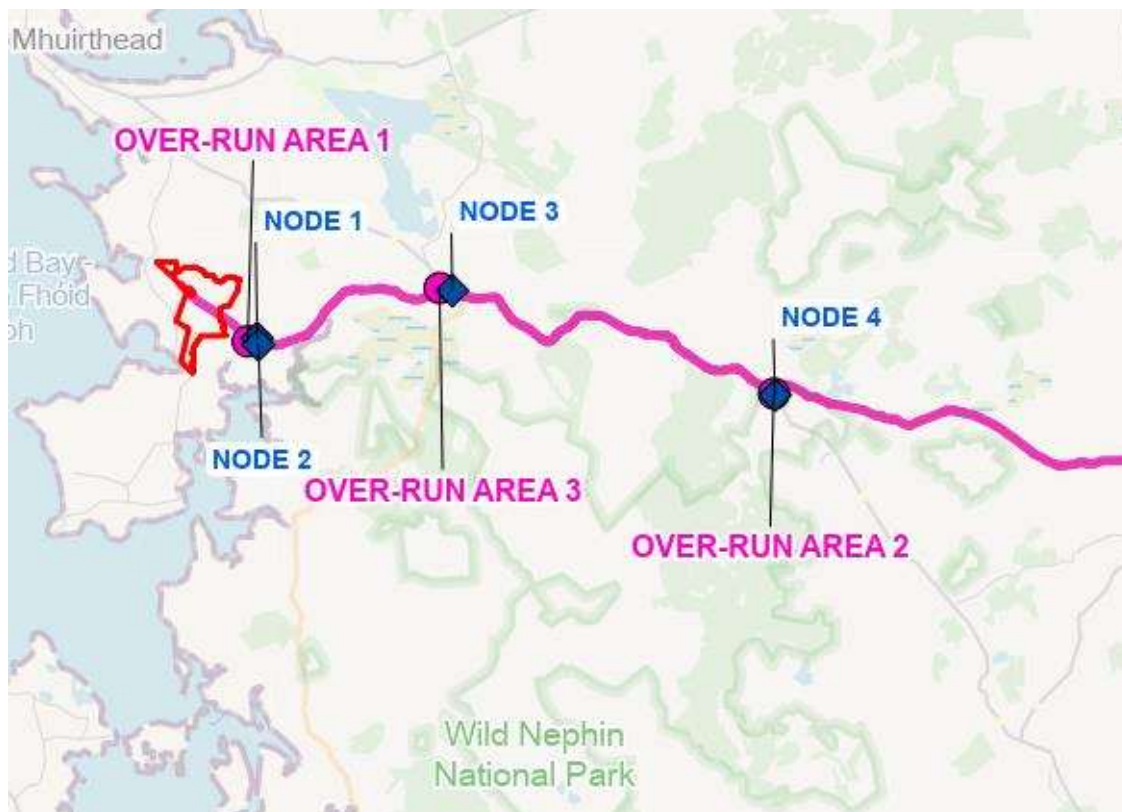 Mhuirthead
OVER-RUN AREA 1
NODE 1
NODE 3
d Bay-
Fhóid
NODE 4
NODE 2
OVER-RUN AREA 3
OVER-RUN AREA 2
Wild Nephin
National Park